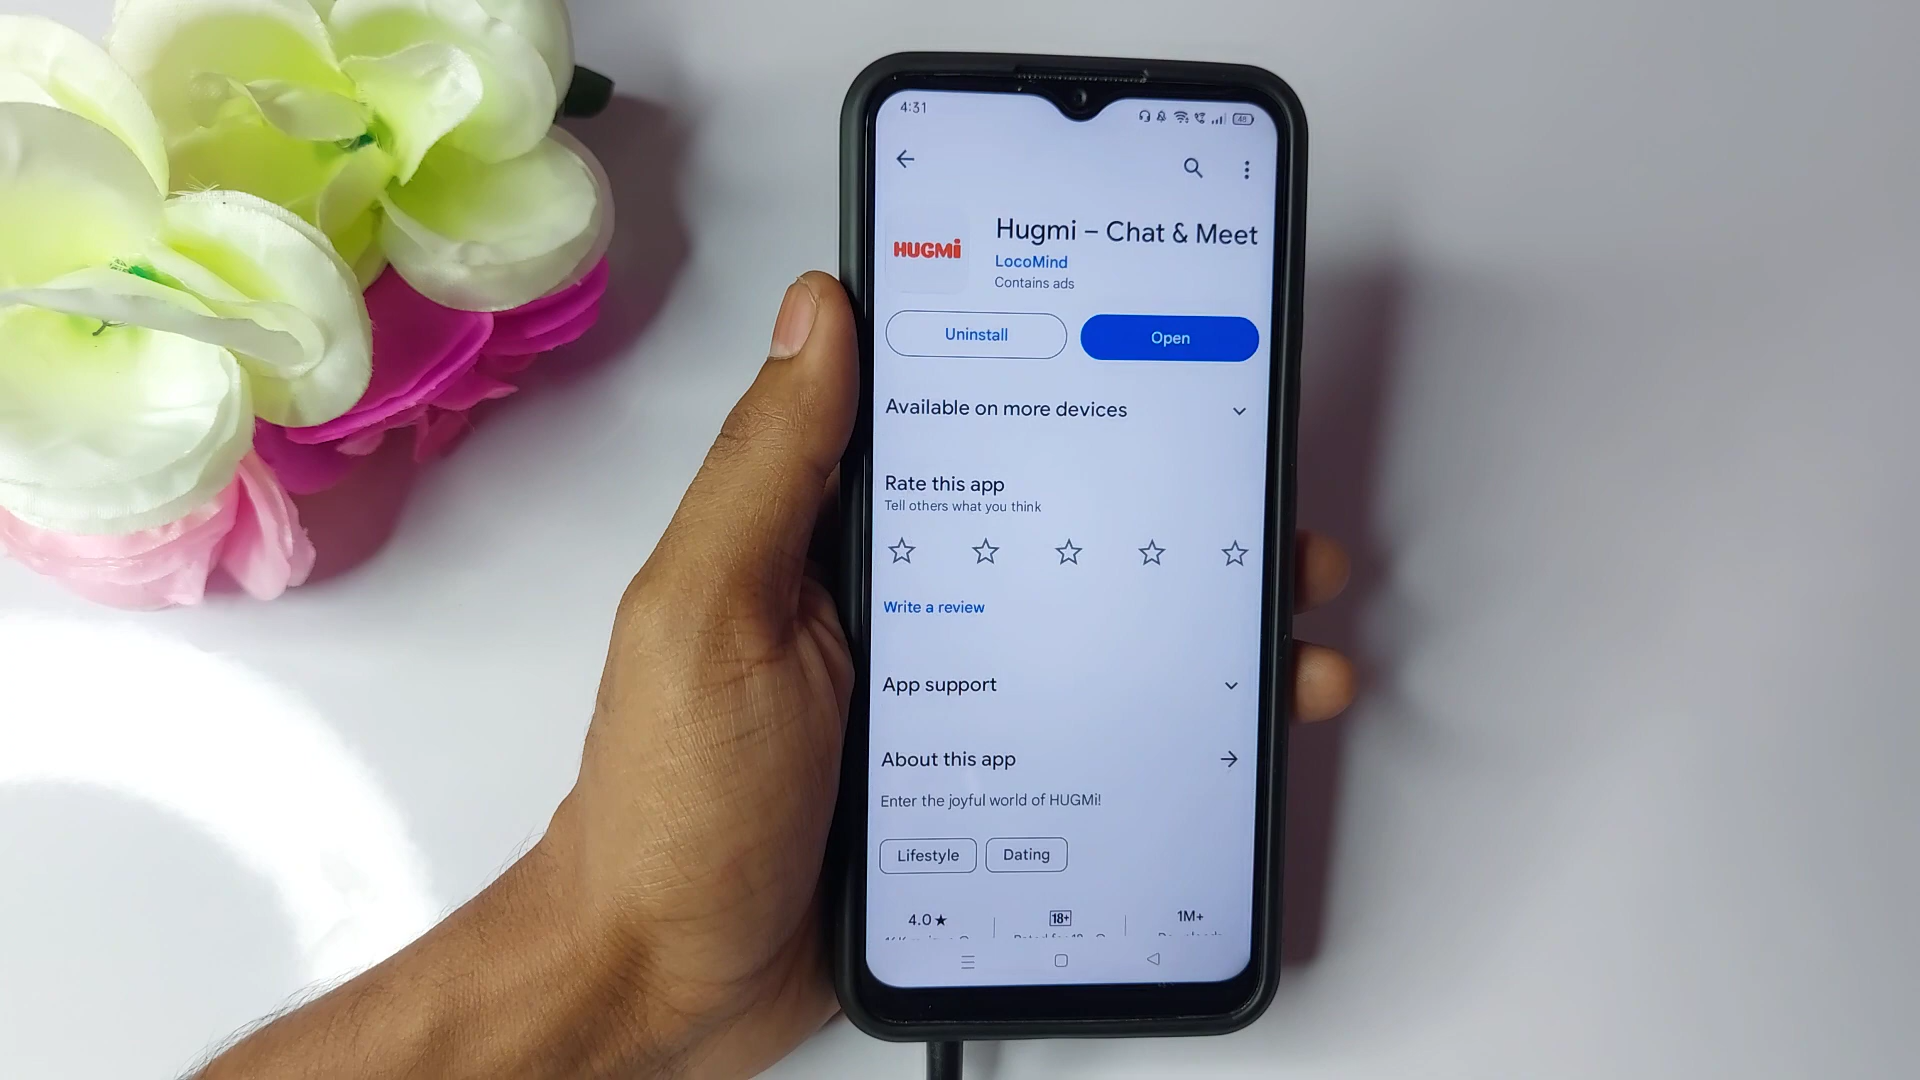 4:31
48
HUGMi
Hugmi – Chat & Meet
LocoMind
Contains ads
Uninstall
Open
Available on more devices
Rate this app
Tell others what you think
Write a review
App support
About this app
Enter the joyful world of HUGMi!
Lifestyle
Dating
4.0★
18+
1M+